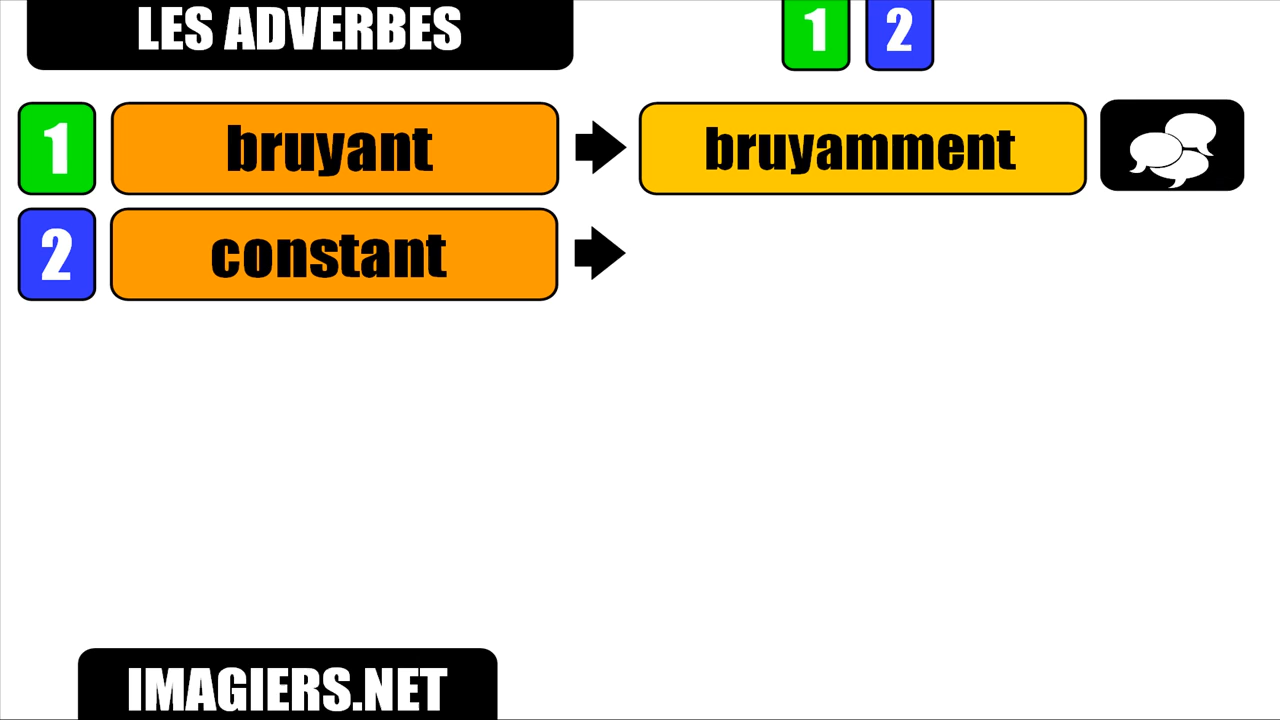 LES ADVERBES
1 2
1 bruyant bruyamment
2 constant
IMAGIERS.NET